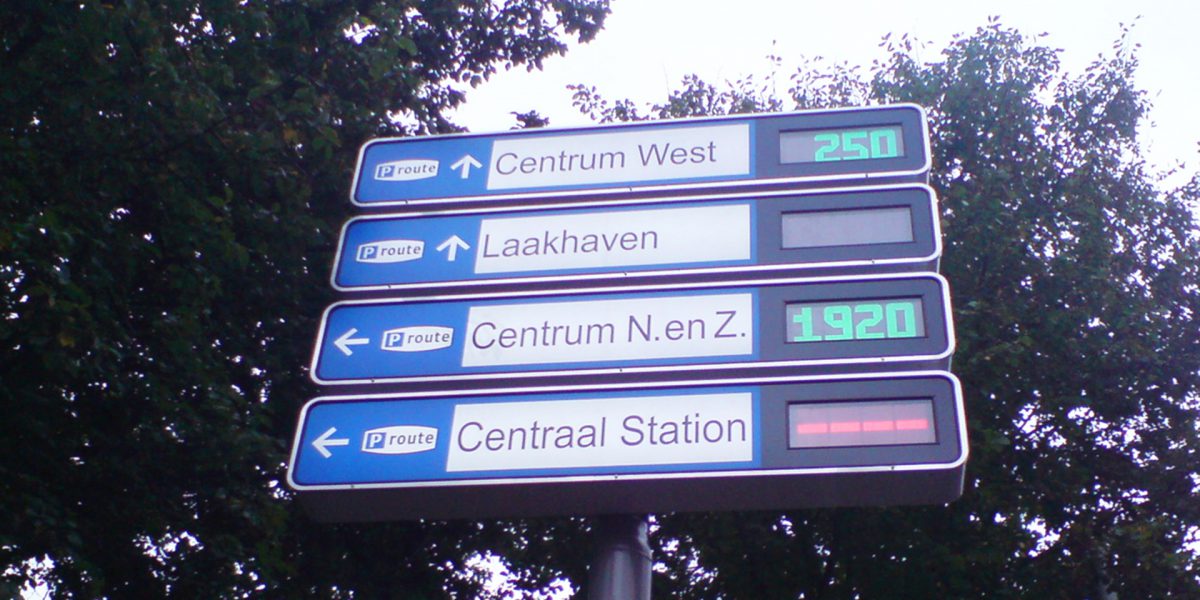 P route ↑ Centrum West 250
P route ↑ Laakhaven
← P route Centrum N.en Z. 1920
← P route Centraal Station ----